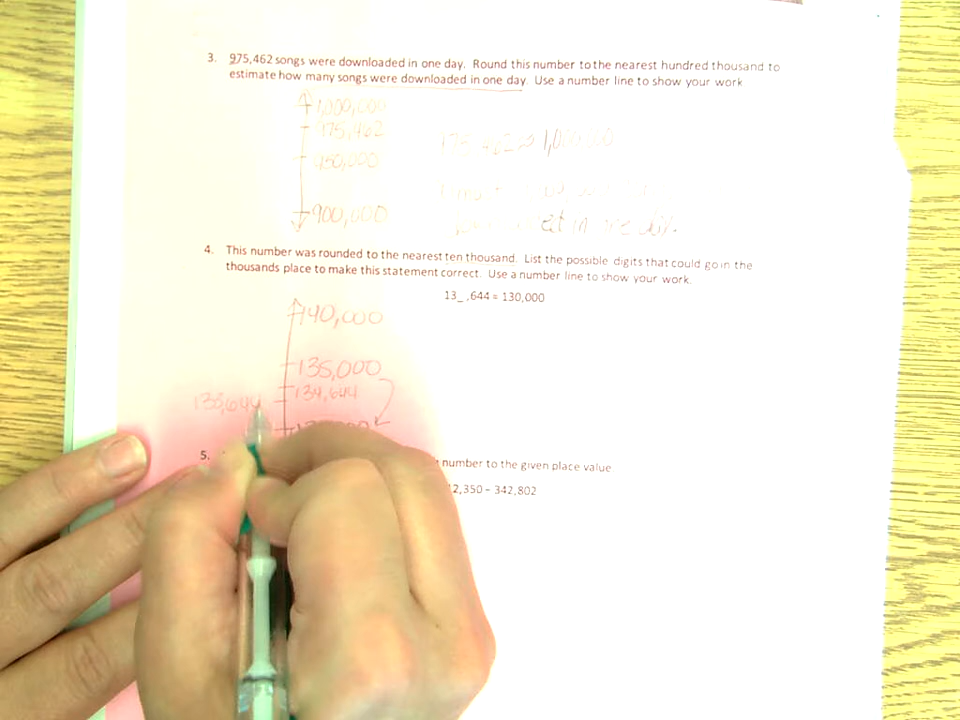 3. 975,462 songs were downloaded in one day. Round this number to the nearest hundred thousand to
estimate how many songs were downloaded in one day. Use a number line to show your work
1,000,000
975,462
950,000
900,000
975,462 ≈ 1,000,000
in one day.
4. This number was rounded to the nearest ten thousand. List the possible digits that could go in the
thousands place to make this statement correct. Use a number line to show your work.
13_,644 ≈ 130,000
140,000
135,000
134,644
133,644
5.
number to the given place value
2,350 – 342,802